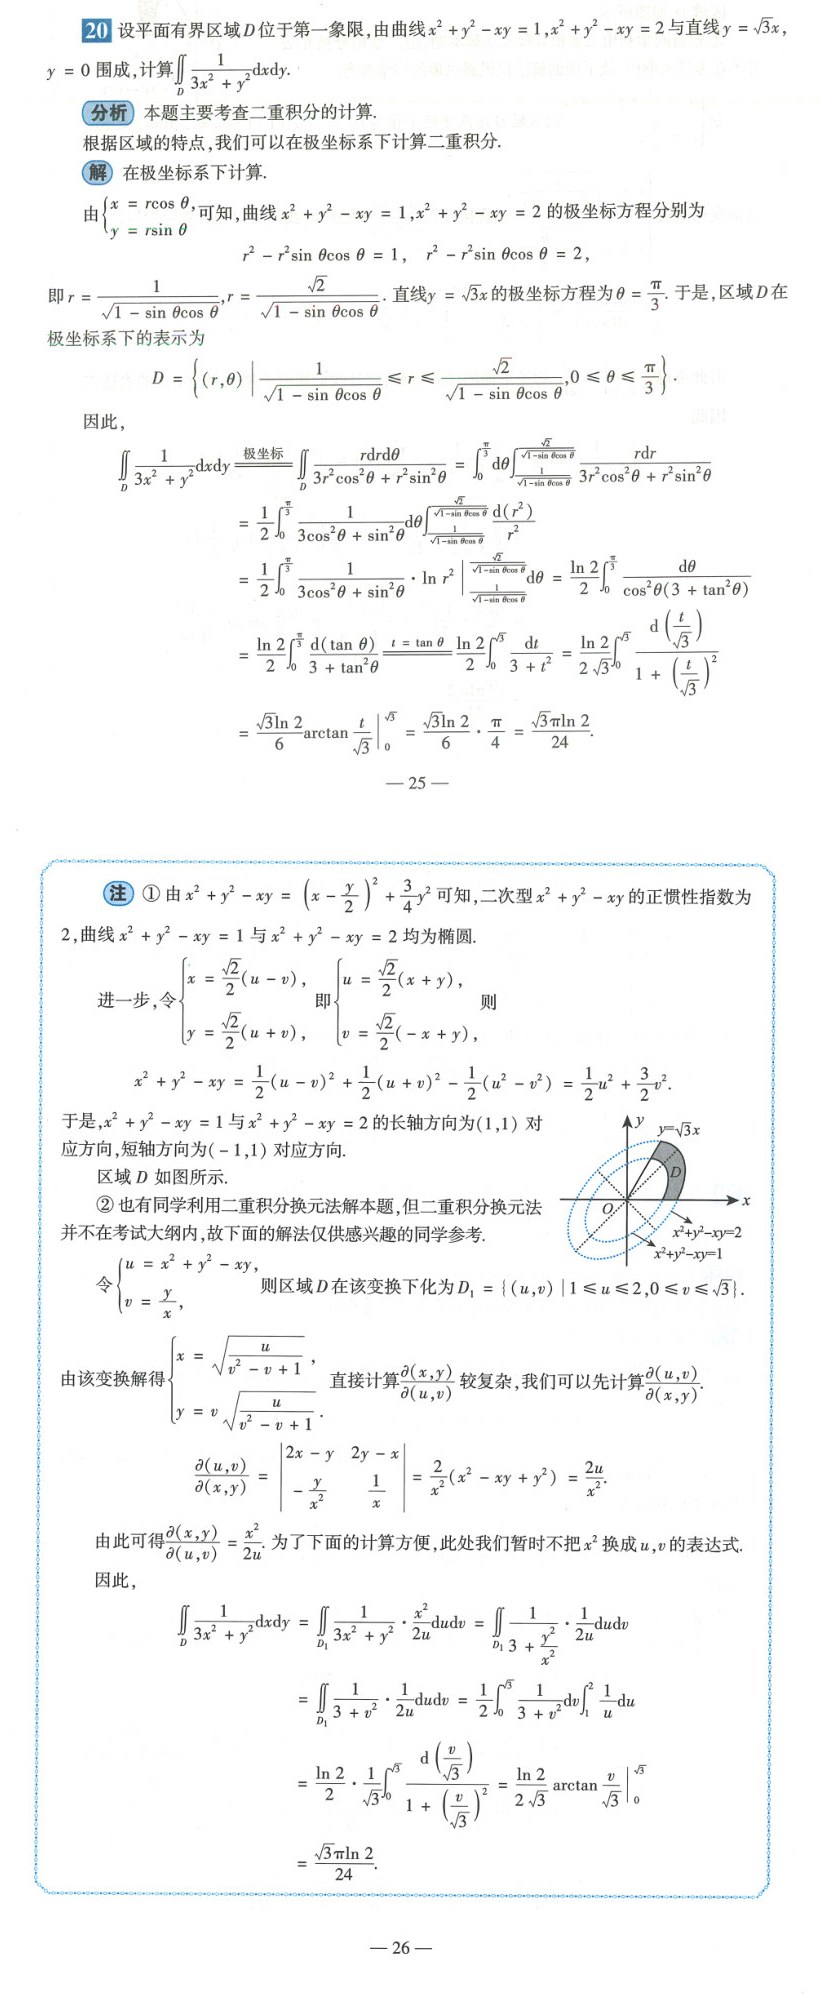 20 设平面有界区域D位于第一象限,由曲线x² + y² − xy = 1,x² + y² − xy = 2与直线y = √3x,
y = 0围成,计算∬_D 1/(3x² + y²) dxdy.
分析 本题主要考查二重积分的计算.
根据区域的特点,我们可以在极坐标系下计算二重积分.
解 在极坐标系下计算.
由{x = rcos θ, y = rsin θ,可知,曲线 x² + y² − xy = 1,x² + y² − xy = 2 的极坐标方程分别为
r² − r²sin θcos θ = 1, r² − r²sin θcos θ = 2,
即 r = 1/√(1 − sin θcos θ), r = √2/√(1 − sin θcos θ). 直线y = √3x的极坐标方程为θ = π/3. 于是,区域D在
极坐标系下的表示为
D = {(r,θ) | 1/√(1 − sin θcos θ) ≤ r ≤ √2/√(1 − sin θcos θ), 0 ≤ θ ≤ π/3}.
因此,
∬_D 1/(3x² + y²) dxdy =(极坐标)= ∬_D rdrdθ/(3r²cos²θ + r²sin²θ) = ∫_0^{π/3} dθ ∫_{1/√(1−sin θcos θ)}^{√2/√(1−sin θcos θ)} rdr/(3r²cos²θ + r²sin²θ)
= 1/2 ∫_0^{π/3} 1/(3cos²θ + sin²θ) dθ ∫_{1/√(1−sin θcos θ)}^{√2/√(1−sin θcos θ)} d(r²)/r²
= 1/2 ∫_0^{π/3} 1/(3cos²θ + sin²θ) · ln r² |_{1/√(1−sin θcos θ)}^{√2/√(1−sin θcos θ)} dθ = ln 2/2 ∫_0^{π/3} dθ/(cos²θ(3 + tan²θ))
= ln 2/2 ∫_0^{π/3} d(tan θ)/(3 + tan²θ) =(t = tan θ)= ln 2/2 ∫_0^{√3} dt/(3 + t²) = ln 2/(2√3) ∫_0^{√3} d(t/√3)/(1 + (t/√3)²)
= √3ln 2/6 arctan t/√3 |_0^{√3} = √3ln 2/6 · π/4 = √3πln 2/24.
— 25 —
注 ① 由 x² + y² − xy = (x − y/2)² + 3/4 y² 可知,二次型 x² + y² − xy 的正惯性指数为
2,曲线 x² + y² − xy = 1 与 x² + y² − xy = 2 均为椭圆.
进一步,令{x = √2/2 (u − v), y = √2/2 (u + v), 即{u = √2/2 (x + y), v = √2/2 (− x + y), 则
x² + y² − xy = 1/2 (u − v)² + 1/2 (u + v)² − 1/2 (u² − v²) = 1/2 u² + 3/2 v².
于是,x² + y² − xy = 1 与 x² + y² − xy = 2 的长轴方向为(1,1) 对
应方向,短轴方向为(− 1,1) 对应方向.
区域 D 如图所示.
② 也有同学利用二重积分换元法解本题,但二重积分换元法
并不在考试大纲内,故下面的解法仅供感兴趣的同学参考.
y
y=√3x
D
O
x
x²+y²−xy=2
x²+y²−xy=1
令{u = x² + y² − xy, v = y/x, 则区域D在该变换下化为D₁ = {(u,v) | 1 ≤ u ≤ 2,0 ≤ v ≤ √3}.
由该变换解得{x = √(u/(v² − v + 1)), y = v√(u/(v² − v + 1)). 直接计算∂(x,y)/∂(u,v)较复杂,我们可以先计算∂(u,v)/∂(x,y).
∂(u,v)/∂(x,y) = |2x − y 2y − x; − y/x² 1/x| = 2/x² (x² − xy + y²) = 2u/x².
由此可得∂(x,y)/∂(u,v) = x²/2u. 为了下面的计算方便,此处我们暂时不把x²换成u,v的表达式.
因此,
∬_D 1/(3x² + y²) dxdy = ∬_{D₁} 1/(3x² + y²) · x²/2u dudv = ∬_{D₁} 1/(3 + y²/x²) · 1/2u dudv
= ∬_{D₁} 1/(3 + v²) · 1/2u dudv = 1/2 ∫_0^{√3} 1/(3 + v²) dv ∫_1^2 1/u du
= ln 2/2 · 1/√3 ∫_0^{√3} d(v/√3)/(1 + (v/√3)²) = ln 2/(2√3) arctan v/√3 |_0^{√3}
= √3πln 2/24.
— 26 —